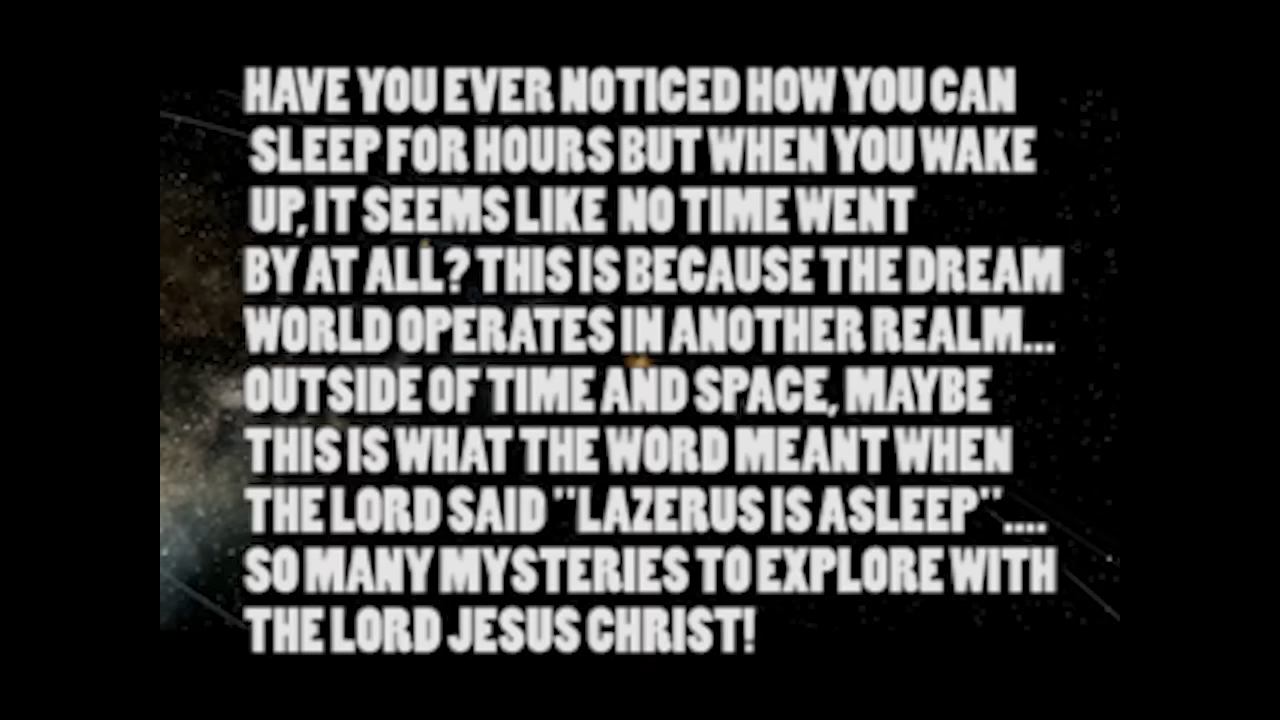 HAVE YOU EVER NOTICED HOW YOU CAN
SLEEP FOR HOURS BUT WHEN YOU WAKE
UP, IT SEEMS LIKE NO TIME WENT
BY AT ALL? THIS IS BECAUSE THE DREAM
WORLD OPERATES IN ANOTHER REALM...
OUTSIDE OF TIME AND SPACE, MAYBE
THIS IS WHAT THE WORD MEANT WHEN
THE LORD SAID "LAZERUS IS ASLEEP"....
SO MANY MYSTERIES TO EXPLORE WITH
THE LORD JESUS CHRIST!